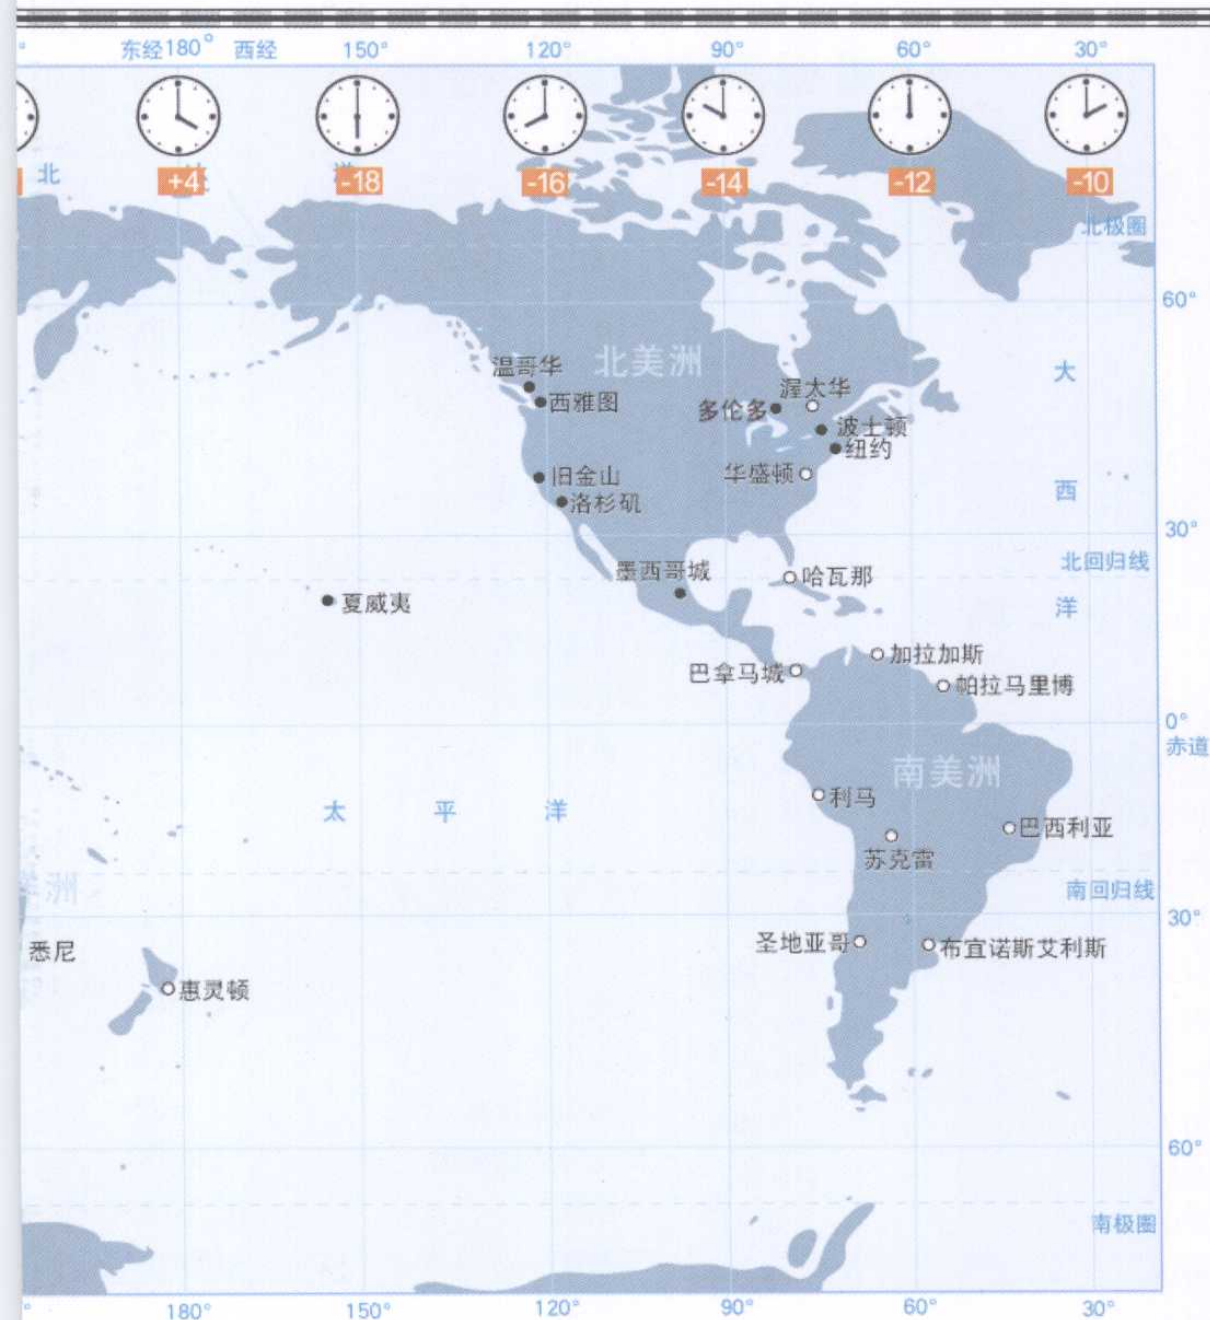 东经180° 西经 150° 120° 90° 60° 30°
+4 -18 -16 -14 -12 -10
北
北极圈
60°
北美洲
温哥华
西雅图
渥太华
多伦多
波士顿
纽约
华盛顿
旧金山
洛杉矶
大
西
洋
30°
北回归线
墨西哥城
哈瓦那
夏威夷
加拉加斯
巴拿马城
帕拉马里博
0°
赤道
南美洲
太 平 洋
利马
巴西利亚
苏克雷
洲
南回归线
30°
悉尼
圣地亚哥
布宜诺斯艾利斯
惠灵顿
60°
南极圈
180° 150° 120° 90° 60° 30°